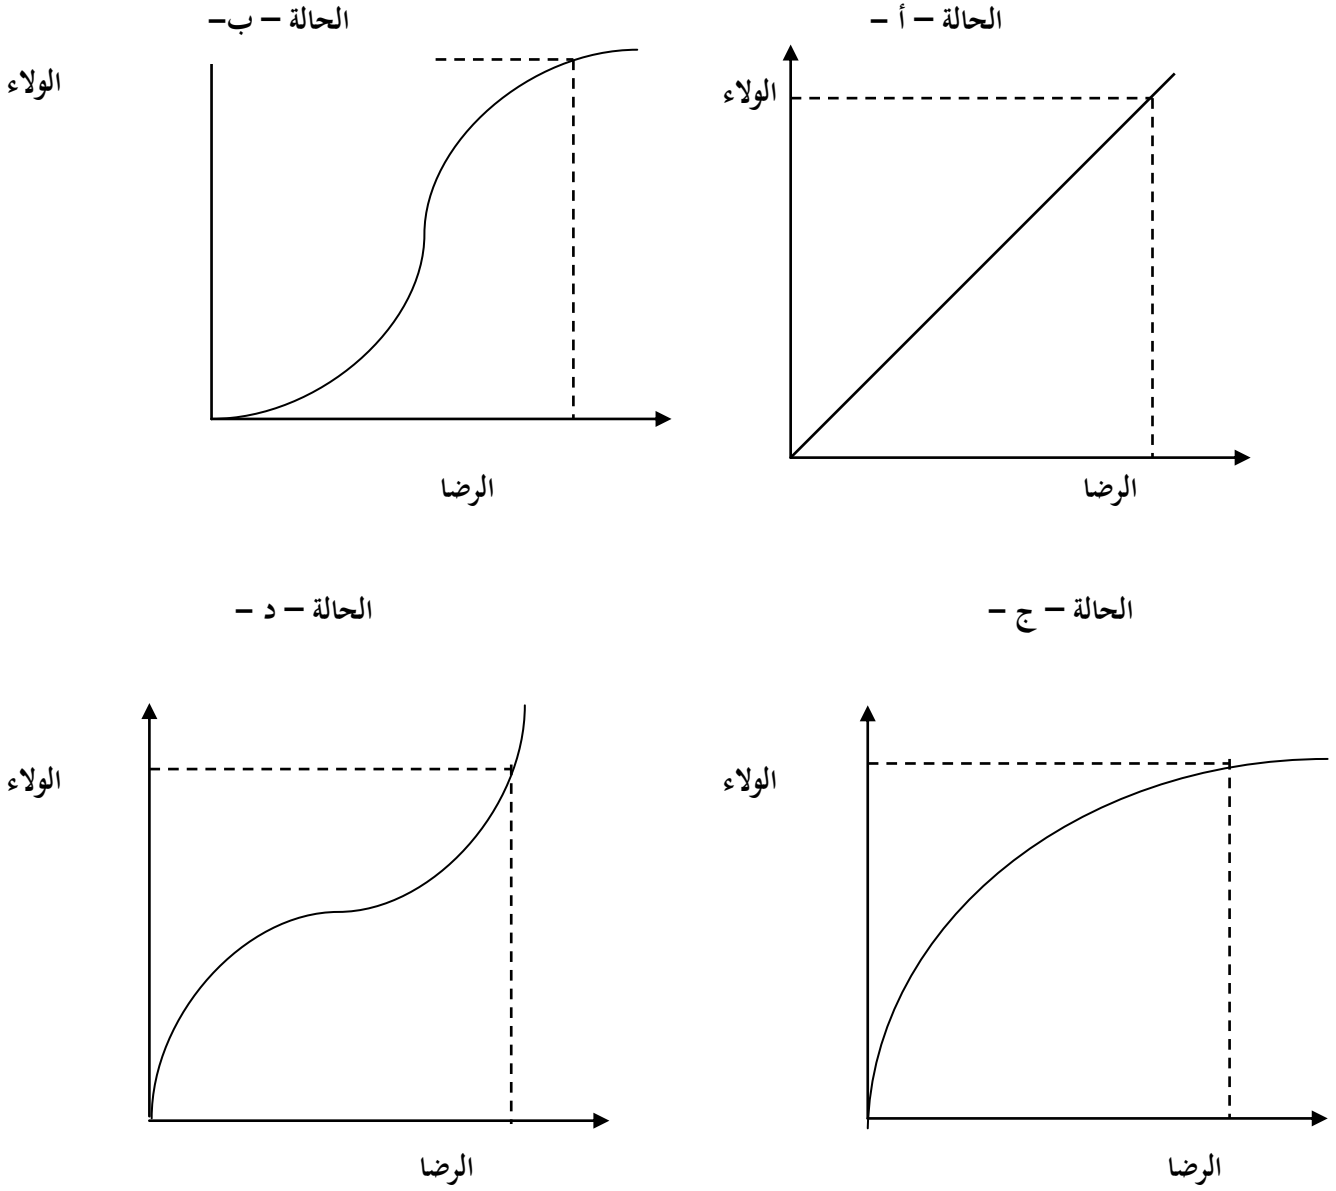 الحالة – أ –
الحالة – ب–
الولاء
الولاء
الرضا
الرضا
الحالة – ج –
الحالة – د –
الولاء
الولاء
الرضا
الرضا